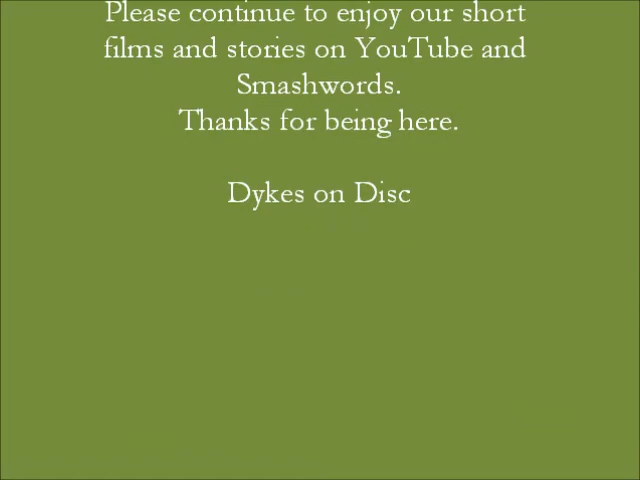 Please continue to enjoy our short
films and stories on YouTube and
Smashwords.
Thanks for being here.
Dykes on Disc